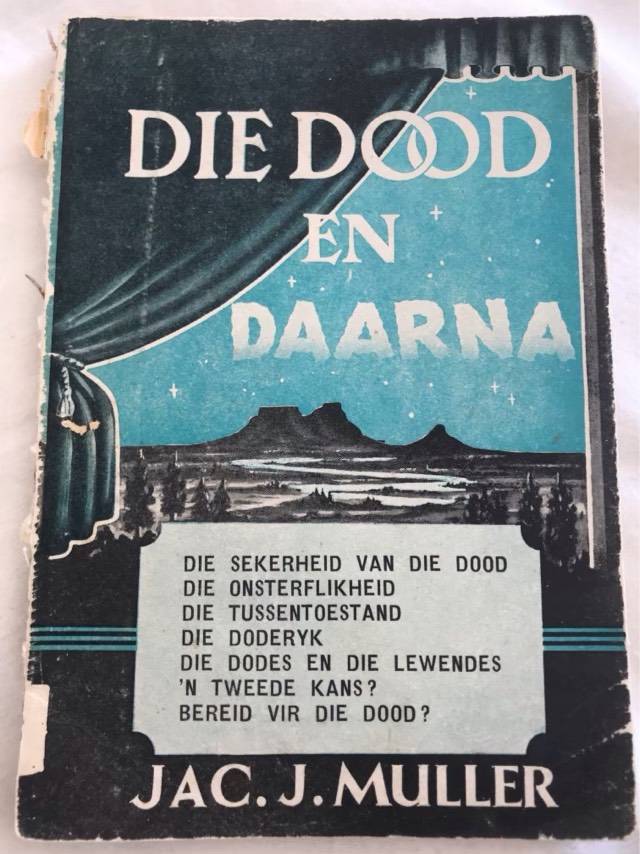 DIE DOOD
EN
DAARNA
DIE SEKERHEID VAN DIE DOOD
DIE ONSTERFLIKHEID
DIE TUSSENTOESTAND
DIE DODERYK
DIE DODES EN DIE LEWENDES
'N TWEEDE KANS?
BEREID VIR DIE DOOD?
JAC. J. MULLER